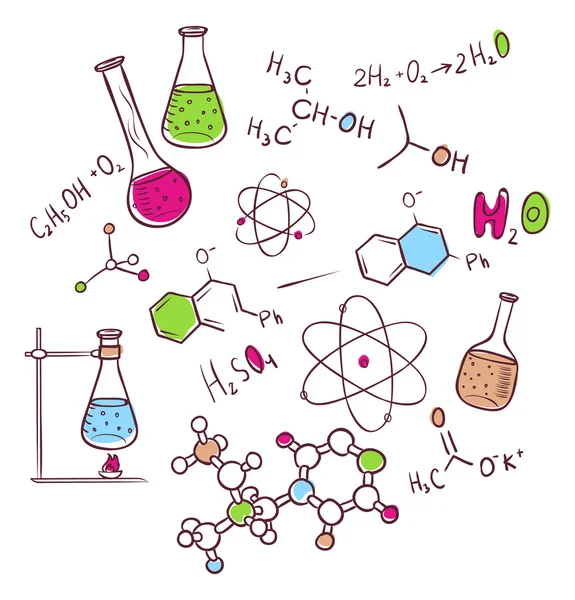 H₃C
CH-OH
H₃C
2H₂+O₂→2H₂O
OH
C₂H₅OH+O₂
O⁻
H₂O
Ph
O⁻
Ph
H₂SO₄
O
H₃C
O⁻K⁺